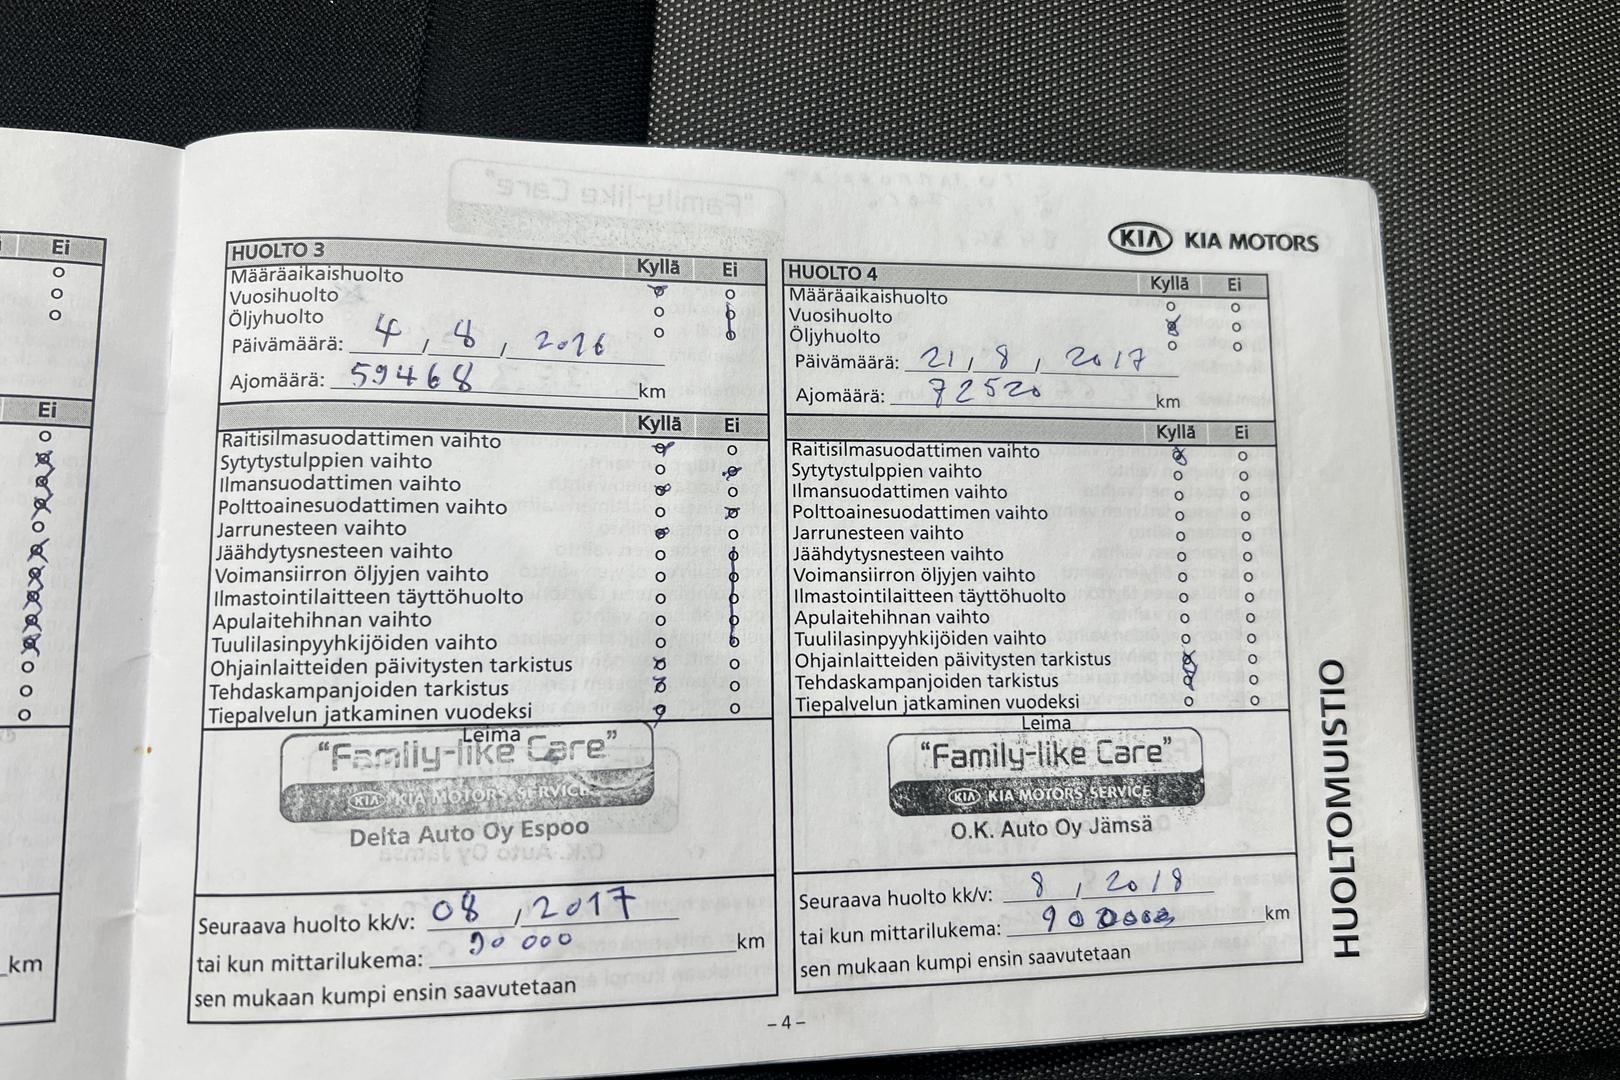 Ei
Ei
km
KIA KIA MOTORS
HUOLTO 3
Kyllä Ei
Määräaikaishuolto
Vuosihuolto
Öljyhuolto
Päivämäärä: 4 , 8 , 2016
Ajomäärä: 59468 km
Kyllä Ei
Raitisilmasuodattimen vaihto
Sytytystulppien vaihto
Ilmansuodattimen vaihto
Polttoainesuodattimen vaihto
Jarrunesteen vaihto
Jäähdytysnesteen vaihto
Voimansiirron öljyjen vaihto
Ilmastointilaitteen täyttöhuolto
Apulaitehihnan vaihto
Tuulilasinpyyhkijöiden vaihto
Ohjainlaitteiden päivitysten tarkistus
Tehdaskampanjoiden tarkistus
Tiepalvelun jatkaminen vuodeksi
Leima
"Family-like Care"
KIA KIA MOTORS SERVICE
Delta Auto Oy Espoo
Seuraava huolto kk/v: 08 , 2017
tai kun mittarilukema: 90 000 km
sen mukaan kumpi ensin saavutetaan
HUOLTO 4
Kyllä Ei
Määräaikaishuolto
Vuosihuolto
Öljyhuolto
Päivämäärä: 21 , 8 , 2017
Ajomäärä: 72520 km
Kyllä Ei
Raitisilmasuodattimen vaihto
Sytytystulppien vaihto
Ilmansuodattimen vaihto
Polttoainesuodattimen vaihto
Jarrunesteen vaihto
Jäähdytysnesteen vaihto
Voimansiirron öljyjen vaihto
Ilmastointilaitteen täyttöhuolto
Apulaitehihnan vaihto
Tuulilasinpyyhkijöiden vaihto
Ohjainlaitteiden päivitysten tarkistus
Tehdaskampanjoiden tarkistus
Tiepalvelun jatkaminen vuodeksi
Leima
"Family-like Care"
KIA KIA MOTORS SERVICE
O.K. Auto Oy Jämsä
Seuraava huolto kk/v: 8 , 2018
tai kun mittarilukema: km
sen mukaan kumpi ensin saavutetaan
HUOLTOMUISTIO
– 4 –